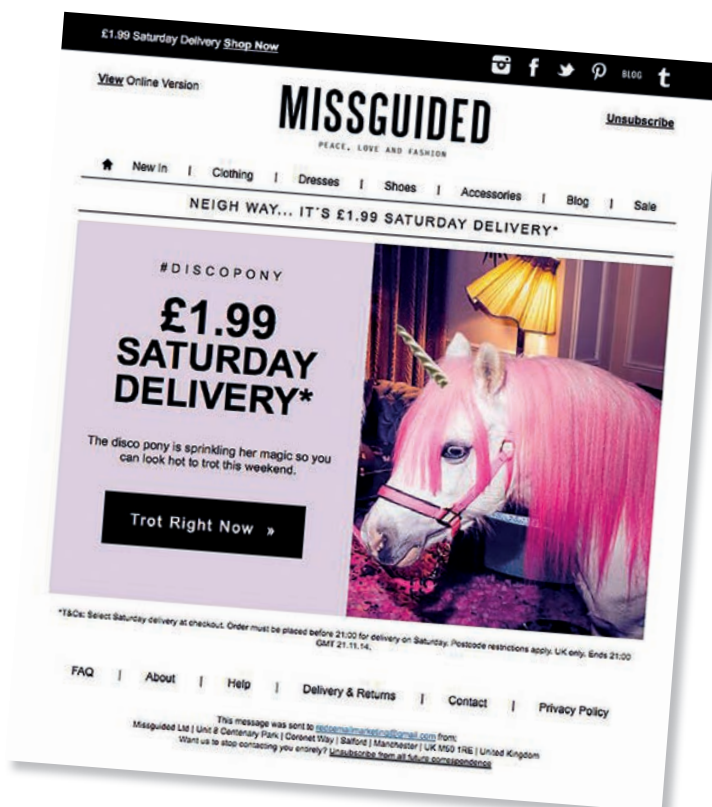 £1.99 Saturday Delivery Shop Now
BLOG
View Online Version
MISSGUIDED
PEACE, LOVE AND FASHION
Unsubscribe
New In | Clothing | Dresses | Shoes | Accessories | Blog | Sale
NEIGH WAY... IT'S £1.99 SATURDAY DELIVERY*
#DISCOPONY
£1.99
SATURDAY
DELIVERY*
The disco pony is sprinkling her magic so you
can look hot to trot this weekend.
Trot Right Now »
*T&Cs: Select Saturday delivery at checkout. Order must be placed before 21:00 for delivery on Saturday. Postcode restrictions apply. UK only. Ends 21:00
GMT 21.11.14.
FAQ | About | Help | Delivery & Returns | Contact | Privacy Policy
This message was sent to redcemailmarketing@gmail.com from:
Missguided Ltd | Unit 8 Centenary Park | Coronet Way | Salford | Manchester | UK M50 1RE | United Kingdom
Want us to stop contacting you entirely? Unsubscribe from all future correspondence